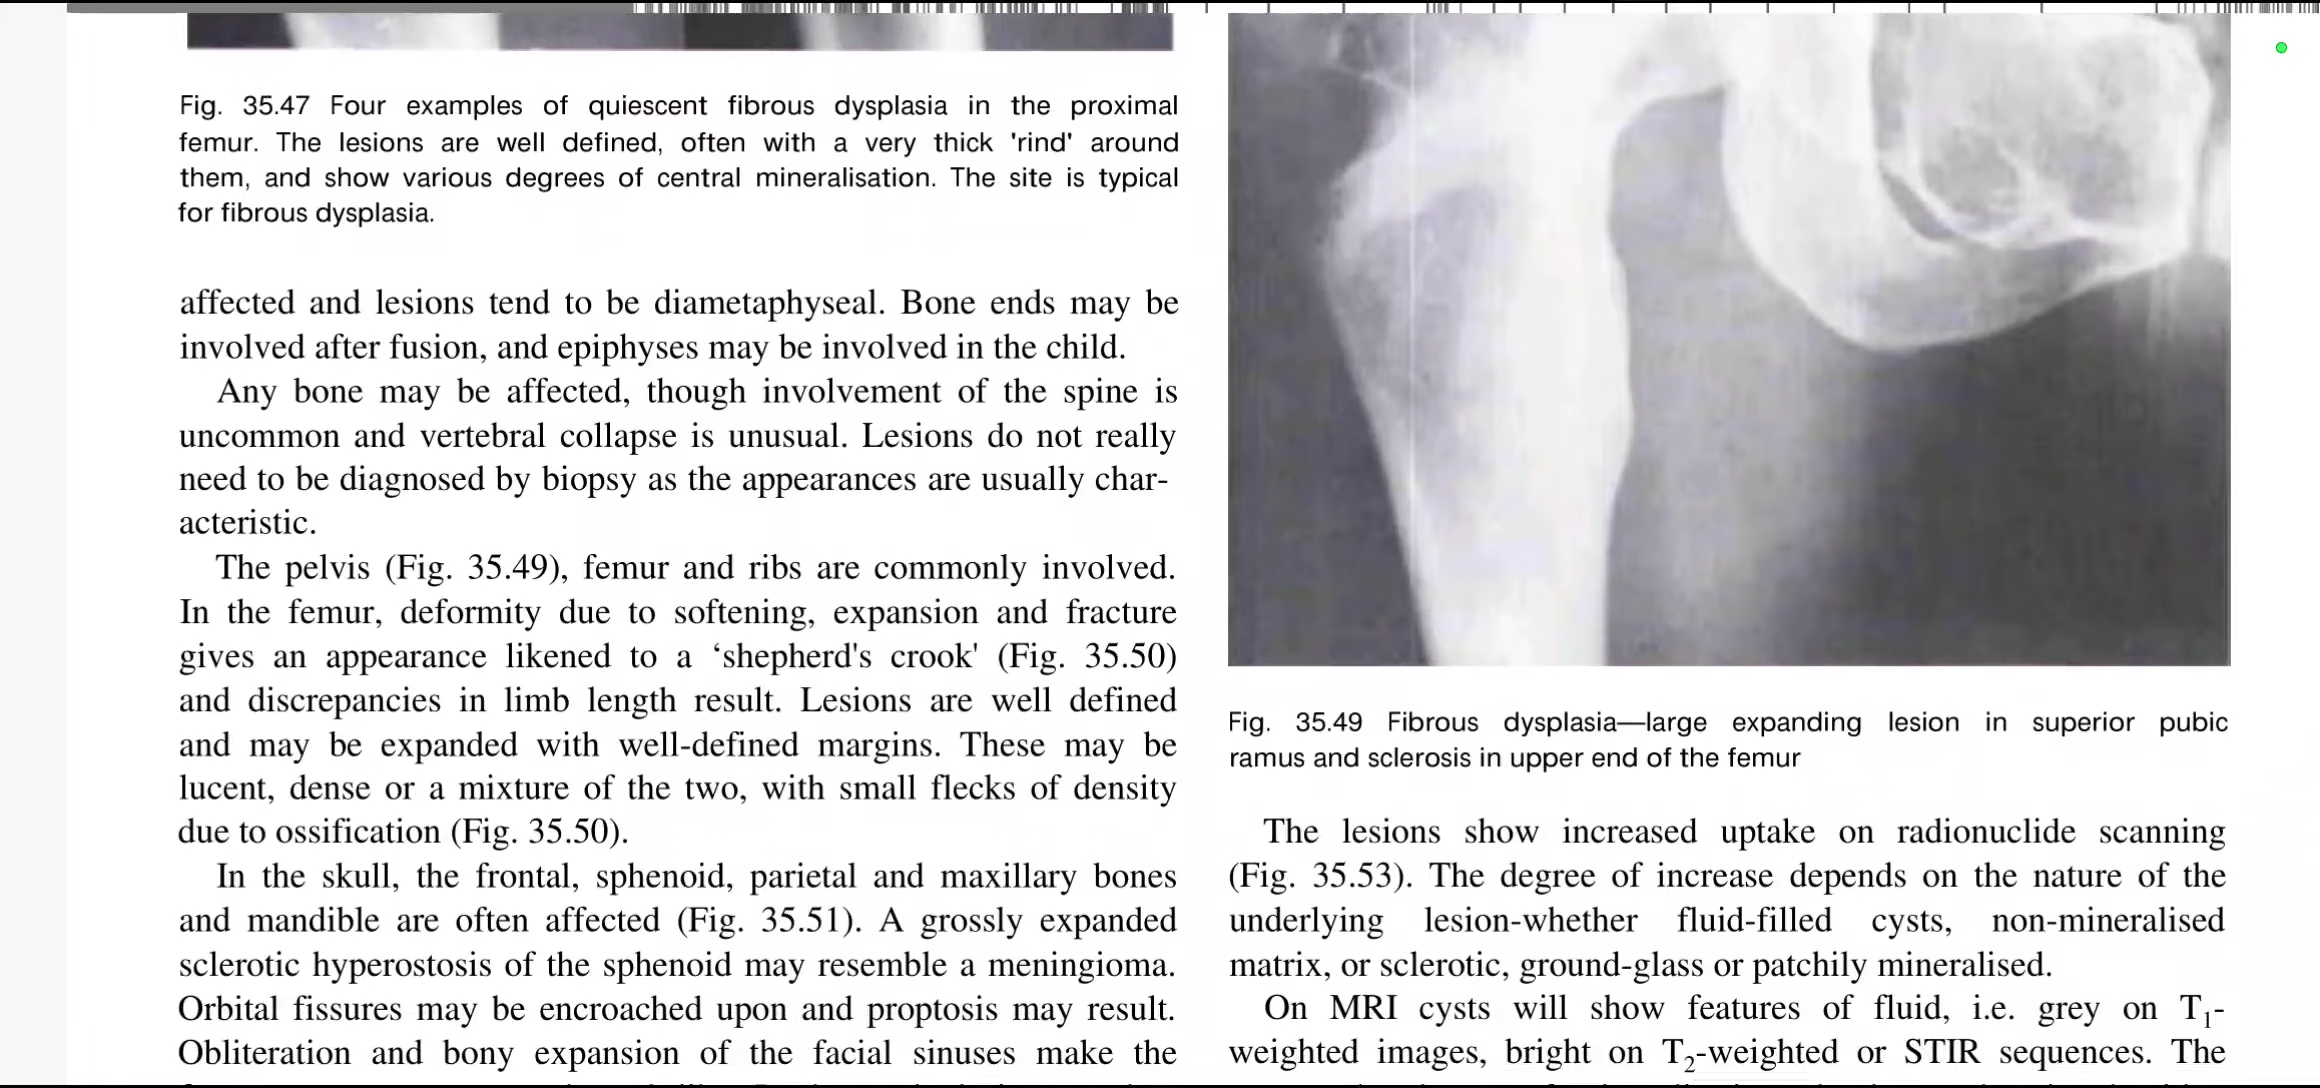 Fig. 35.47 Four examples of quiescent fibrous dysplasia in the proximal
femur. The lesions are well defined, often with a very thick 'rind' around
them, and show various degrees of central mineralisation. The site is typical
for fibrous dysplasia.
affected and lesions tend to be diametaphyseal. Bone ends may be
involved after fusion, and epiphyses may be involved in the child.
Any bone may be affected, though involvement of the spine is
uncommon and vertebral collapse is unusual. Lesions do not really
need to be diagnosed by biopsy as the appearances are usually char-
acteristic.
The pelvis (Fig. 35.49), femur and ribs are commonly involved.
In the femur, deformity due to softening, expansion and fracture
gives an appearance likened to a ‘shepherd's crook' (Fig. 35.50)
and discrepancies in limb length result. Lesions are well defined
and may be expanded with well-defined margins. These may be
lucent, dense or a mixture of the two, with small flecks of density
due to ossification (Fig. 35.50).
In the skull, the frontal, sphenoid, parietal and maxillary bones
and mandible are often affected (Fig. 35.51). A grossly expanded
sclerotic hyperostosis of the sphenoid may resemble a meningioma.
Orbital fissures may be encroached upon and proptosis may result.
Obliteration and bony expansion of the facial sinuses make the
Fig. 35.49 Fibrous dysplasia—large expanding lesion in superior pubic
ramus and sclerosis in upper end of the femur
The lesions show increased uptake on radionuclide scanning
(Fig. 35.53). The degree of increase depends on the nature of the
underlying lesion-whether fluid-filled cysts, non-mineralised
matrix, or sclerotic, ground-glass or patchily mineralised.
On MRI cysts will show features of fluid, i.e. grey on T₁-
weighted images, bright on T₂-weighted or STIR sequences. The